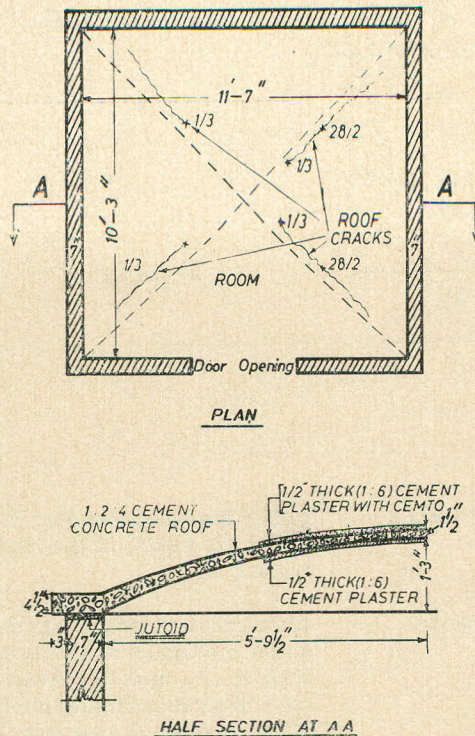 11'-7"
1/3
28/2
1/3
A
A
10'-3"
1/3
ROOF
CRACKS
7"
7"
1/3
28/2
ROOM
Door Opening
PLAN
1/2" THICK (1:6) CEMENT
PLASTER WITH CEMTO
1:2:4 CEMENT
CONCRETE ROOF
1 1/2"
1'-3"
1/2" THICK (1:6)
CEMENT PLASTER
4 1/2"
JUTOID
3"
7"
5'-9 1/2"
HALF SECTION AT A A